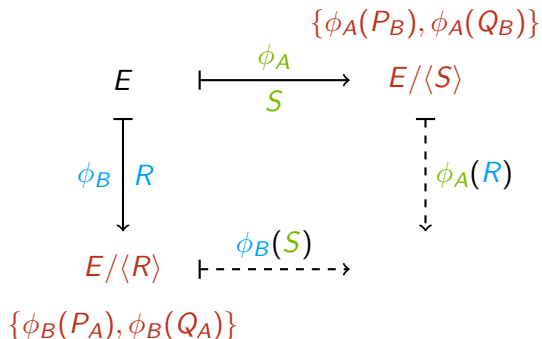 {ϕ_A(P_B), ϕ_A(Q_B)}
ϕ_A
E
E/⟨S⟩
S
ϕ_B R
ϕ_A(R)
ϕ_B(S)
E/⟨R⟩
{ϕ_B(P_A), ϕ_B(Q_A)}